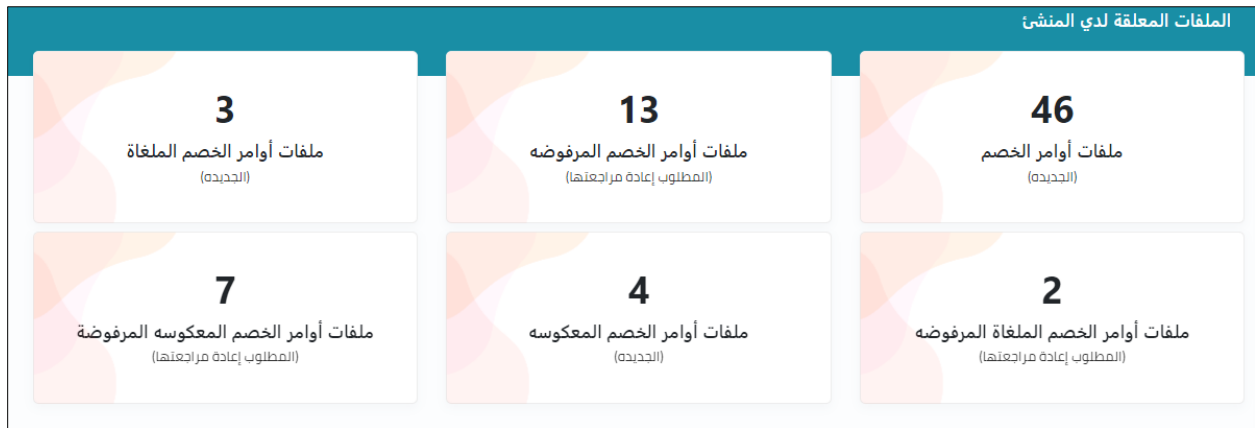 الملفات المعلقة لدي المنشئ
46
ملفات أوامر الخصم
(الجديده)
13
ملفات أوامر الخصم المرفوضه
(المطلوب إعادة مراجعتها)
3
ملفات أوامر الخصم الملغاة
(الجديده)
2
ملفات أوامر الخصم الملغاة المرفوضه
(المطلوب إعادة مراجعتها)
4
ملفات أوامر الخصم المعكوسه
(الجديده)
7
ملفات أوامر الخصم المعكوسه المرفوضة
(المطلوب إعادة مراجعتها)